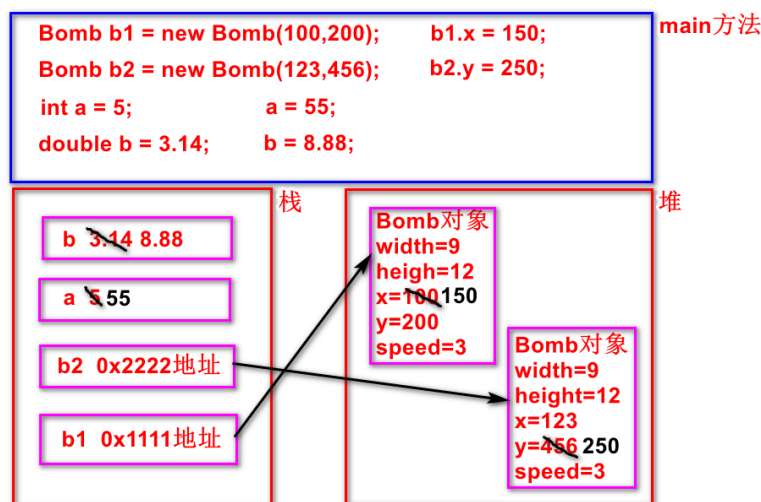 Bomb b1 = new Bomb(100,200); b1.x = 150;
main方法
Bomb b2 = new Bomb(123,456); b2.y = 250;
int a = 5; a = 55;
double b = 3.14; b = 8.88;
栈
堆
b 3.14 8.88
a 5 55
b2 0x2222地址
b1 0x1111地址
Bomb对象
width=9
heigh=12
x=100 150
y=200
speed=3
Bomb对象
width=9
height=12
x=123
y=456 250
speed=3